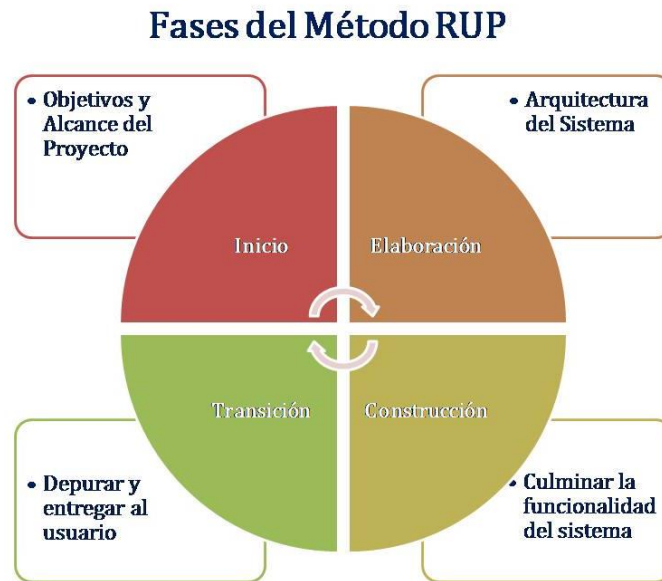 Fases del Método RUP
• Objetivos y
Alcance del
Proyecto
• Arquitectura
del Sistema
Inicio
Elaboración
Transición
Construcción
• Depurar y
entregar al
usuario
• Culminar la
funcionalidad
del sistema